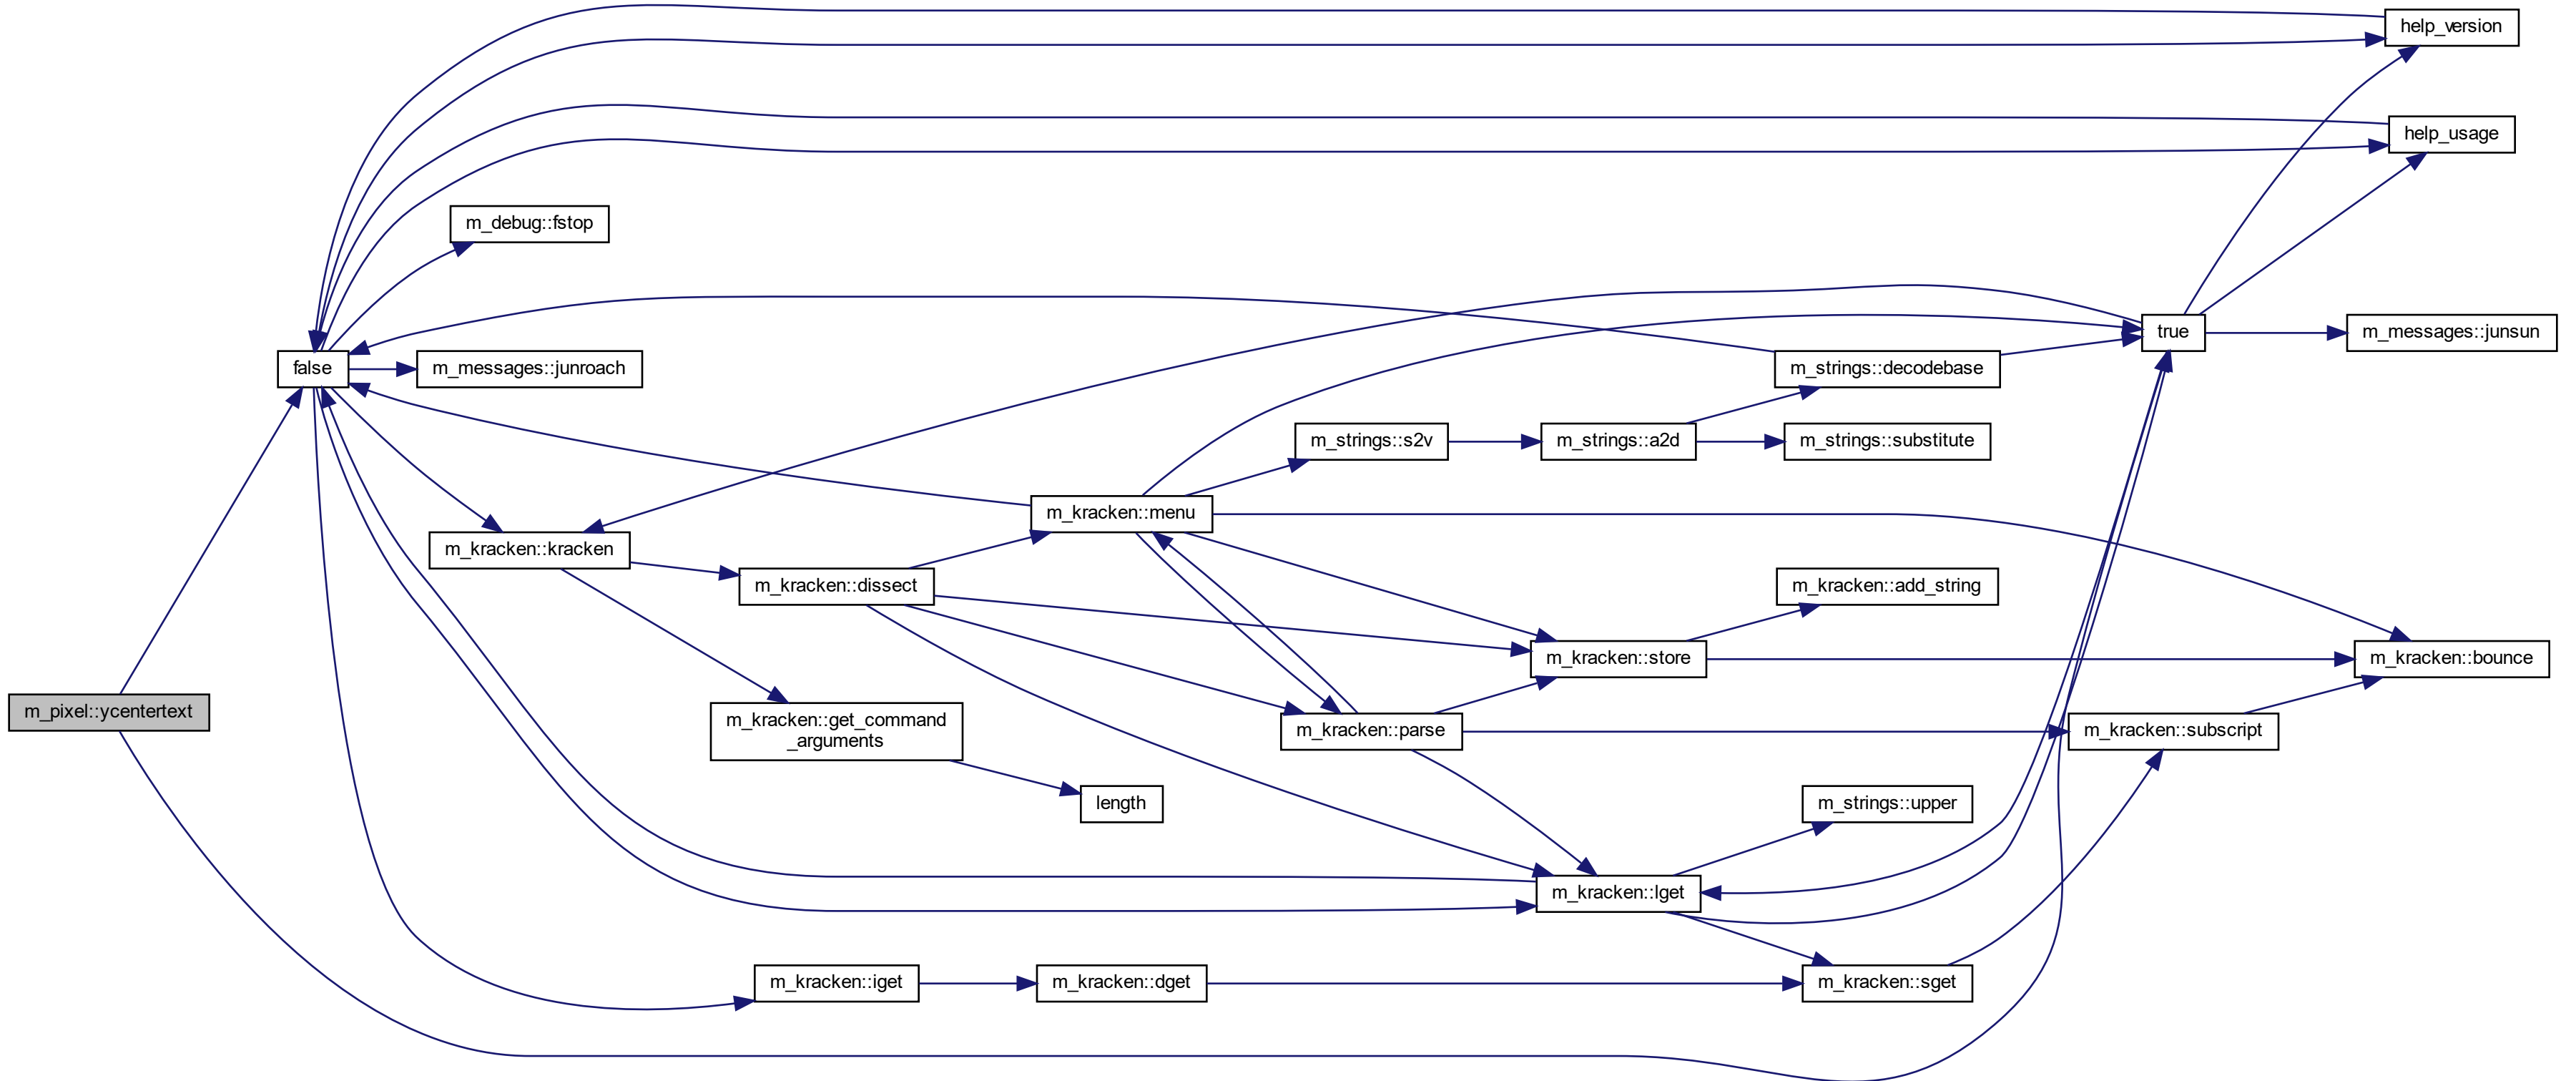 help_version
help_usage
m_debug::fstop
true
m_messages::junsun
false
m_messages::junroach
m_strings::decodebase
m_strings::s2v
m_strings::a2d
m_strings::substitute
m_kracken::menu
m_kracken::kracken
m_kracken::dissect
m_kracken::add_string
m_kracken::store
m_kracken::bounce
m_pixel::ycentertext
m_kracken::get_command
_arguments
m_kracken::parse
m_kracken::subscript
length
m_strings::upper
m_kracken::lget
m_kracken::iget
m_kracken::dget
m_kracken::sget